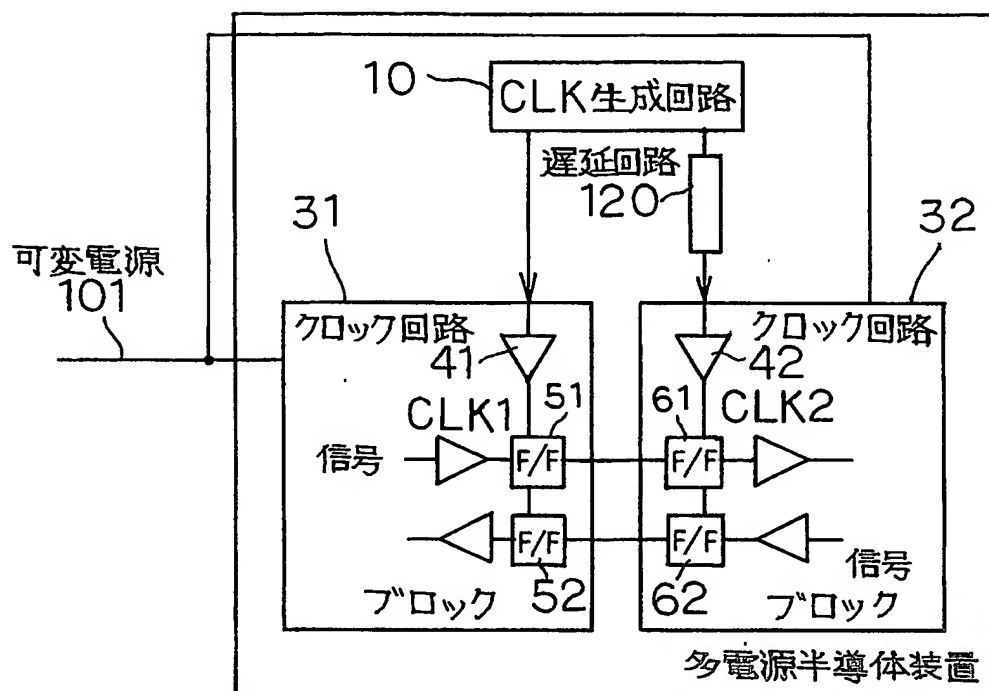 10
CLK生成回路
遅延回路
120
31
32
可変電源
101
クロック回路
41
クロック回路
42
CLK1
51
61
CLK2
信号
F/F
F/F
F/F
F/F
信号
ブロック
52
62
ブロック
多電源半導体装置